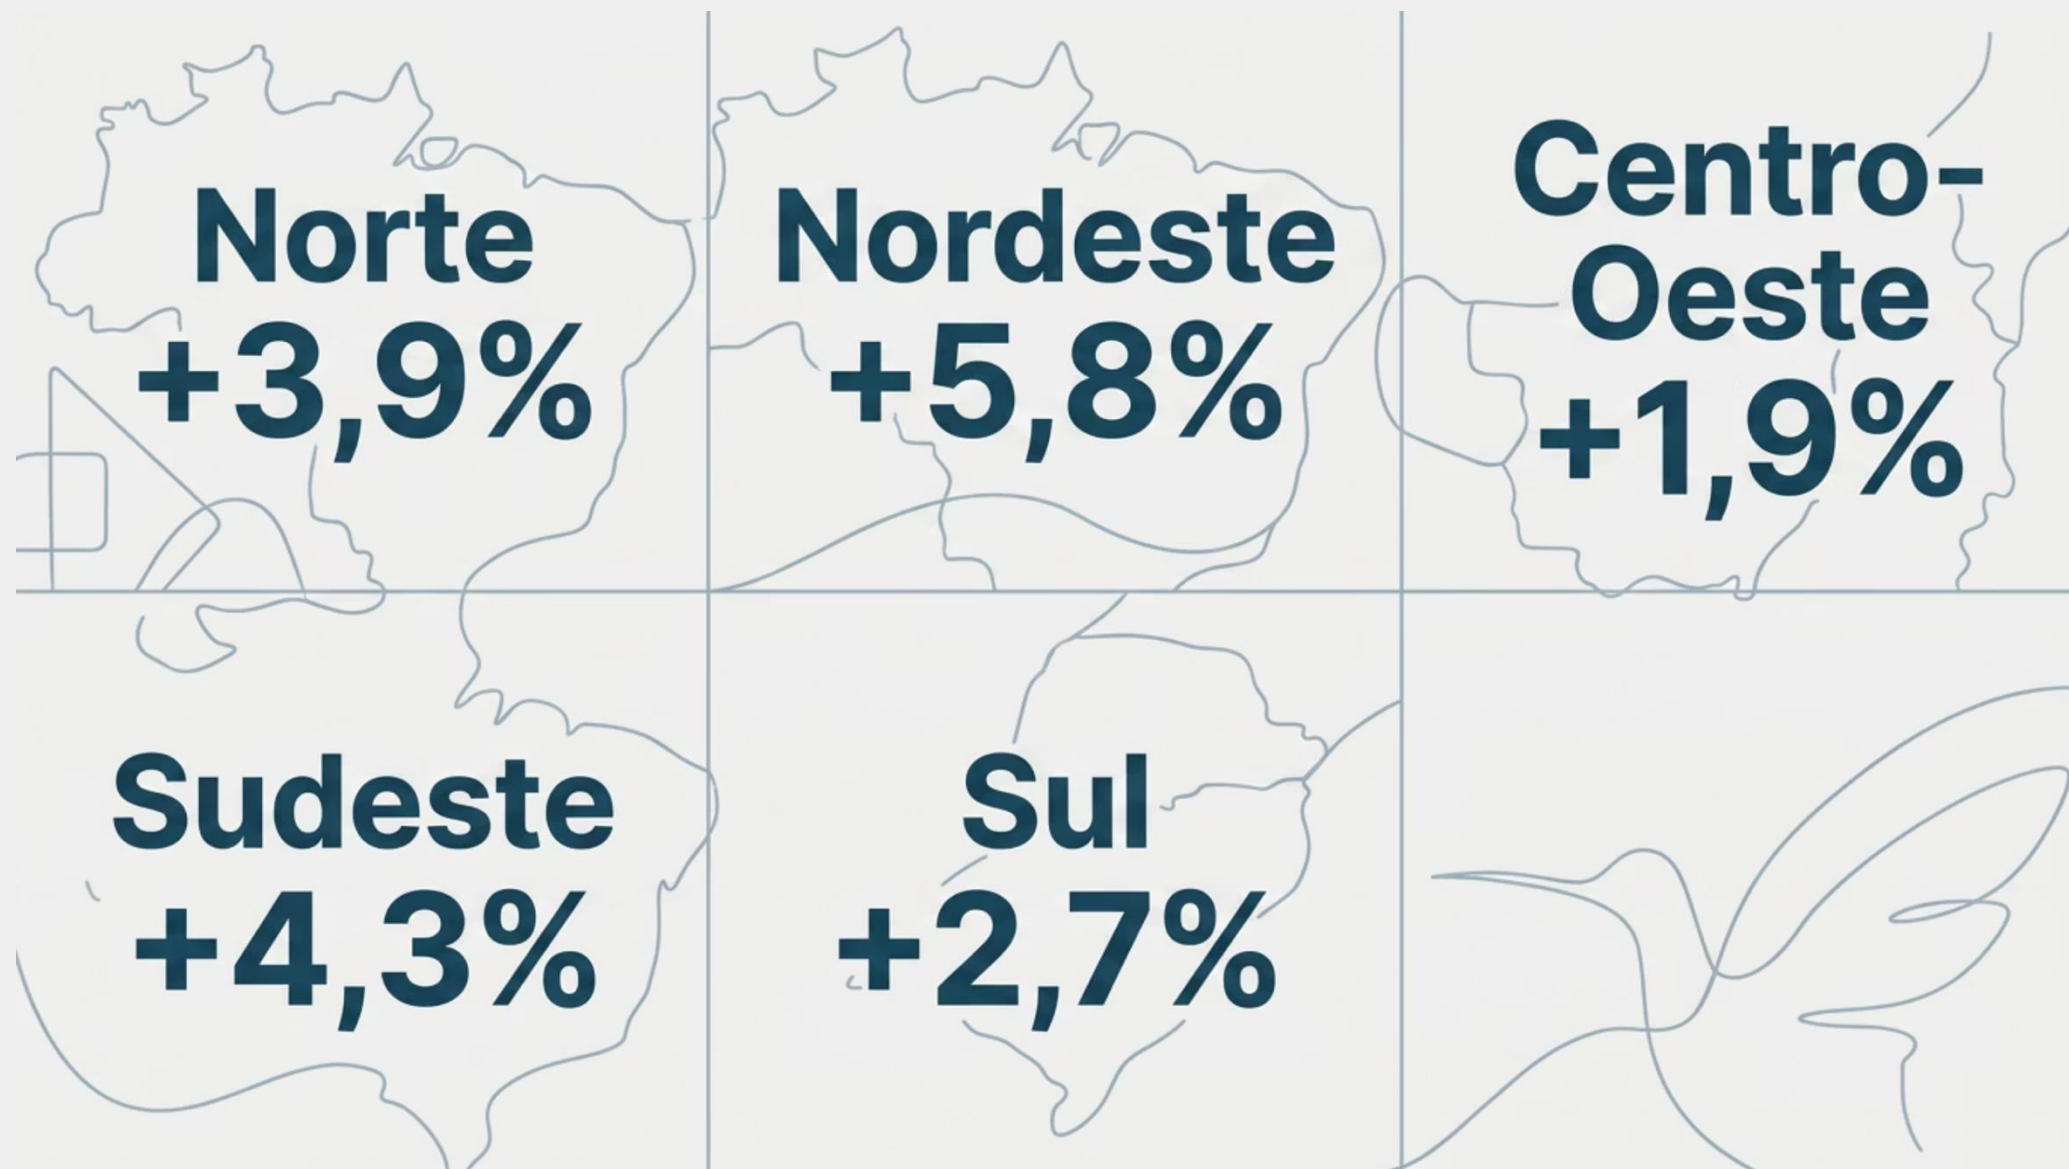 Norte
+3,9%
Nordeste
+5,8%
Centro-
Oeste
+1,9%
Sudeste
+4,3%
Sul
+2,7%